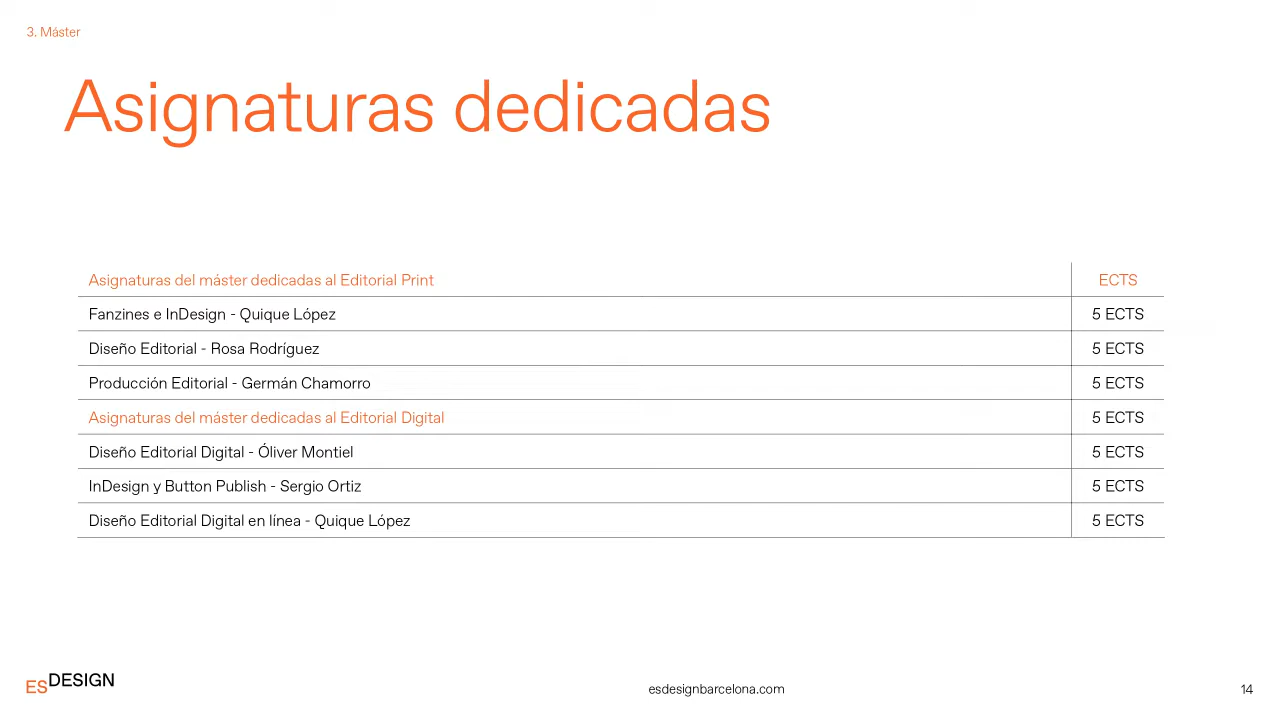 3. Máster
Asignaturas dedicadas
Asignaturas del máster dedicadas al Editorial Print ECTS
Fanzines e InDesign - Quique López 5 ECTS
Diseño Editorial - Rosa Rodríguez 5 ECTS
Producción Editorial - Germán Chamorro 5 ECTS
Asignaturas del máster dedicadas al Editorial Digital 5 ECTS
Diseño Editorial Digital - Óliver Montiel 5 ECTS
InDesign y Button Publish - Sergio Ortiz 5 ECTS
Diseño Editorial Digital en línea - Quique López 5 ECTS
ESDESIGN esdesignbarcelona.com 14